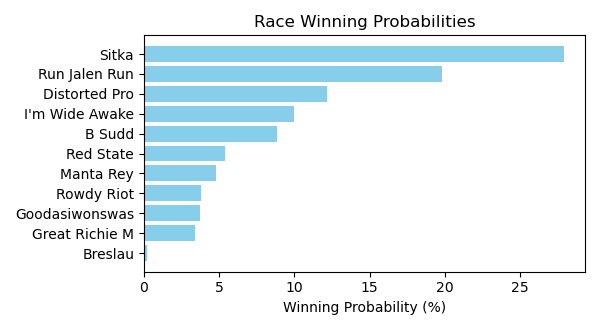 Race Winning Probabilities
Sitka
Run Jalen Run
Distorted Pro
I'm Wide Awake
B Sudd
Red State
Manta Rey
Rowdy Riot
Goodasiwonswas
Great Richie M
Breslau
0 5 10 15 20 25
Winning Probability (%)